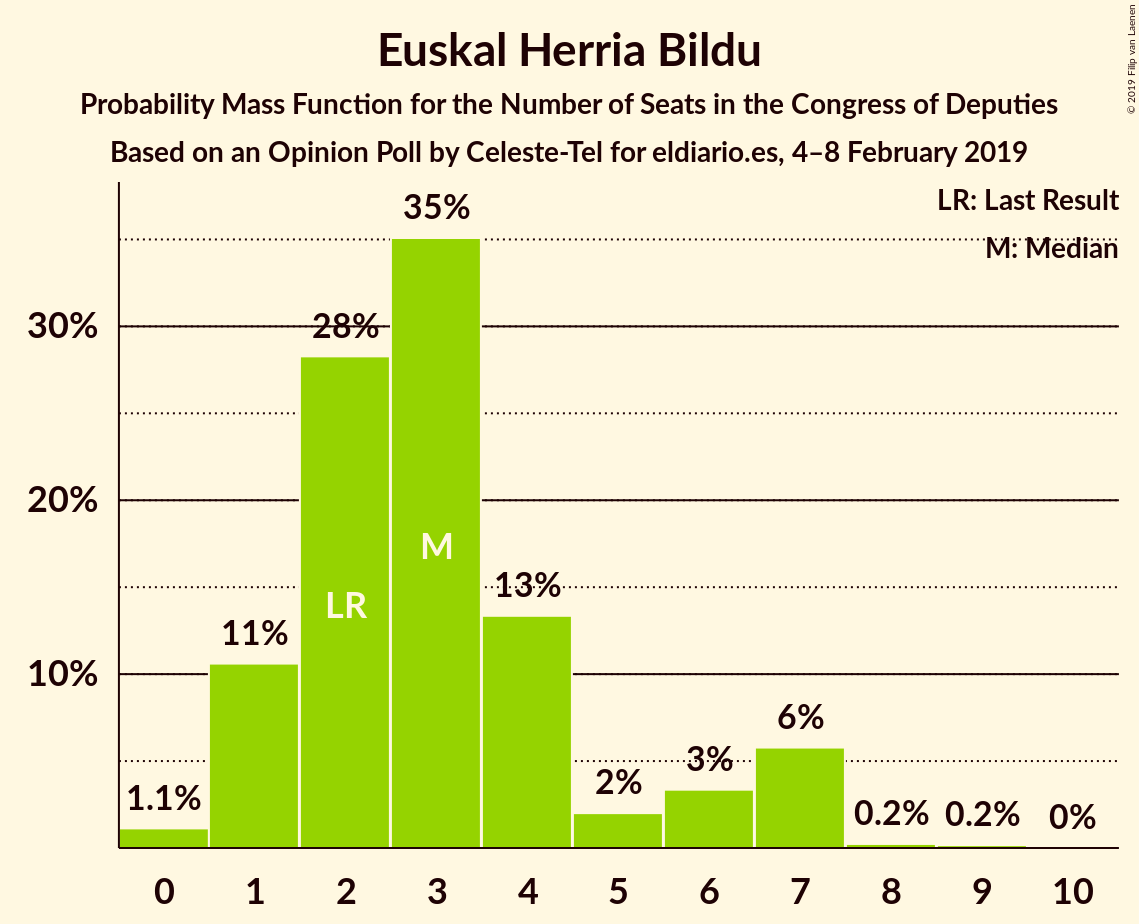 Euskal Herria Bildu
Probability Mass Function for the Number of Seats in the Congress of Deputies
Based on an Opinion Poll by Celeste-Tel for eldiario.es, 4–8 February 2019
© 2019 Filip van Laenen
LR: Last Result
M: Median
30%
20%
10%
1.1%
11%
28%
35%
13%
2%
3%
6%
0.2%
0.2%
0%
LR
M
0 1 2 3 4 5 6 7 8 9 10